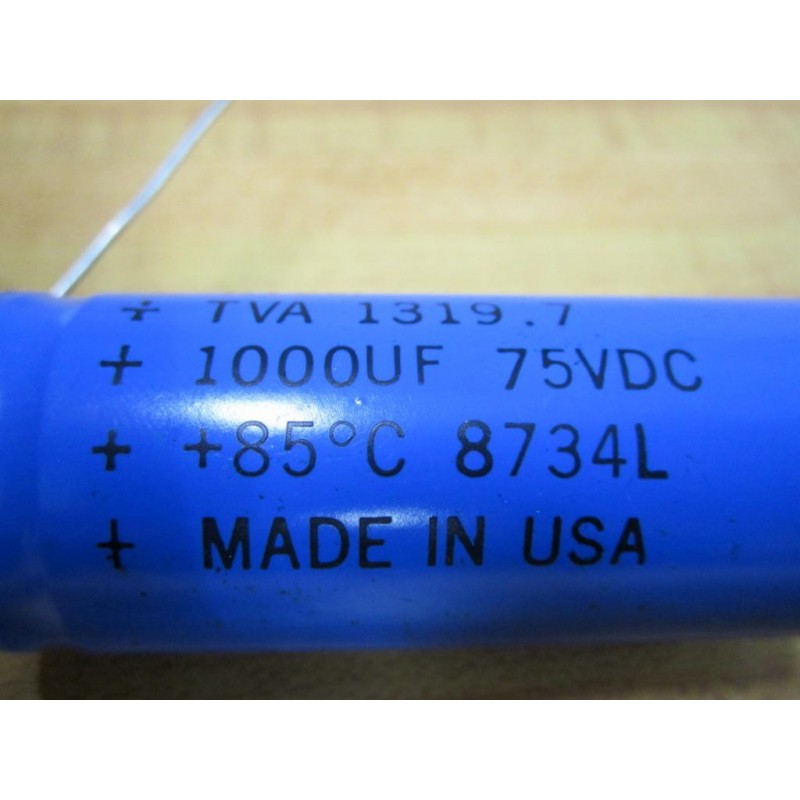 + TVA 1319.7
+ 1000UF 75VDC
+ +85°C 8734L
+ MADE IN USA